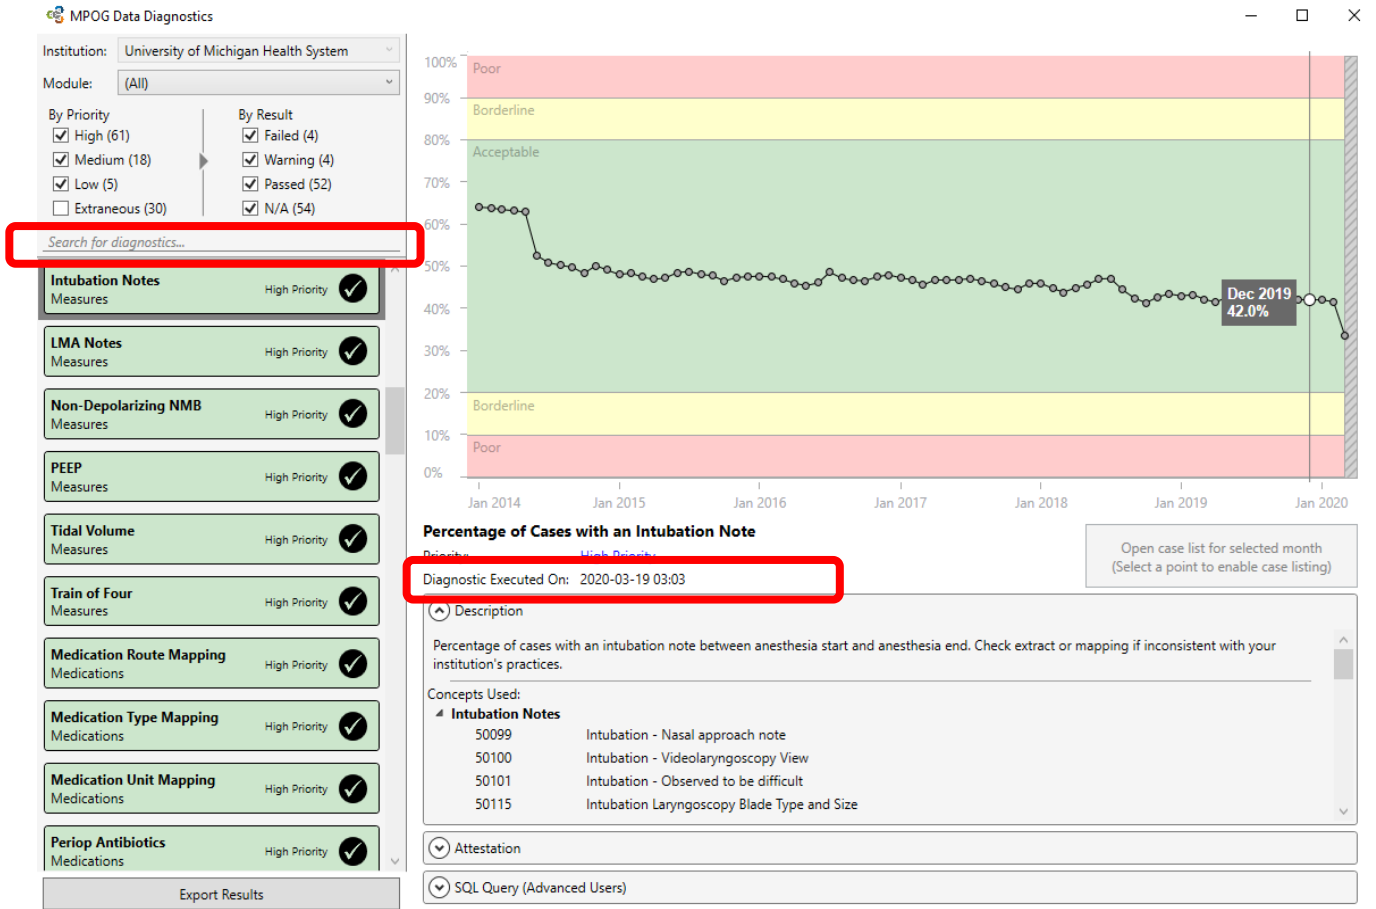 MPOG Data Diagnostics
Institution: University of Michigan Health System
Module: (All)
By Priority
High (61)
Medium (18)
Low (5)
Extraneous (30)
By Result
Failed (4)
Warning (4)
Passed (52)
N/A (54)
Search for diagnostics...
Intubation Notes
Measures
High Priority
LMA Notes
Measures
High Priority
Non-Depolarizing NMB
Measures
High Priority
PEEP
Measures
High Priority
Tidal Volume
Measures
High Priority
Train of Four
Measures
High Priority
Medication Route Mapping
Medications
High Priority
Medication Type Mapping
Medications
High Priority
Medication Unit Mapping
Medications
High Priority
Periop Antibiotics
Medications
High Priority
Export Results
100%
90%
80%
70%
60%
50%
40%
30%
20%
10%
0%
Poor
Borderline
Acceptable
Borderline
Poor
Dec 2019
42.0%
Jan 2014
Jan 2015
Jan 2016
Jan 2017
Jan 2018
Jan 2019
Jan 2020
Percentage of Cases with an Intubation Note
Priority: High Priority
Diagnostic Executed On: 2020-03-19 03:03
Open case list for selected month
(Select a point to enable case listing)
Description
Percentage of cases with an intubation note between anesthesia start and anesthesia end. Check extract or mapping if inconsistent with your
institution's practices.
Concepts Used:
Intubation Notes
50099 Intubation - Nasal approach note
50100 Intubation - Videolaryngoscopy View
50101 Intubation - Observed to be difficult
50115 Intubation Laryngoscopy Blade Type and Size
Attestation
SQL Query (Advanced Users)